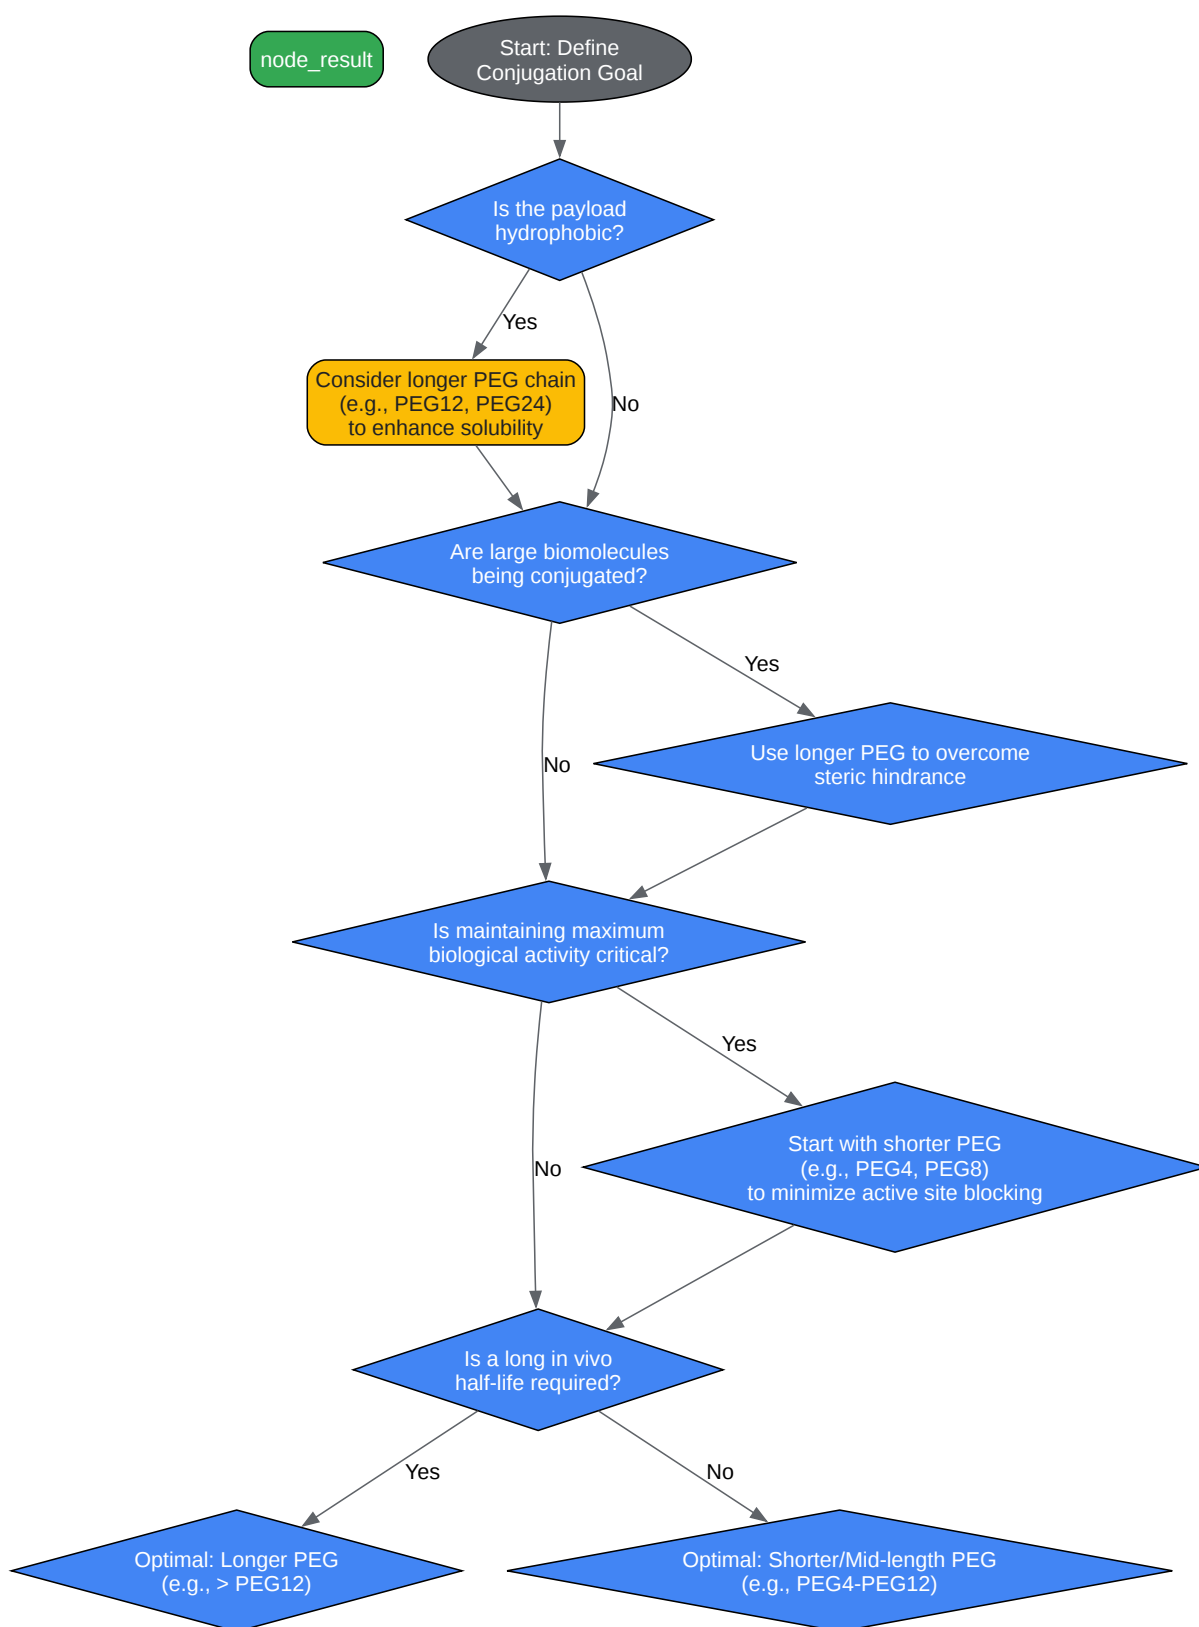 node_result
Start: Define
Conjugation Goal
Is the payload
hydrophobic?
Yes
Consider longer PEG chain
(e.g., PEG12, PEG24)
to enhance solubility
No
Are large biomolecules
being conjugated?
Yes
Use longer PEG to overcome
steric hindrance
No
Is maintaining maximum
biological activity critical?
Yes
Start with shorter PEG
(e.g., PEG4, PEG8)
to minimize active site blocking
No
Is a long in vivo
half-life required?
Yes
No
Optimal: Longer PEG
(e.g., > PEG12)
Optimal: Shorter/Mid-length PEG
(e.g., PEG4-PEG12)